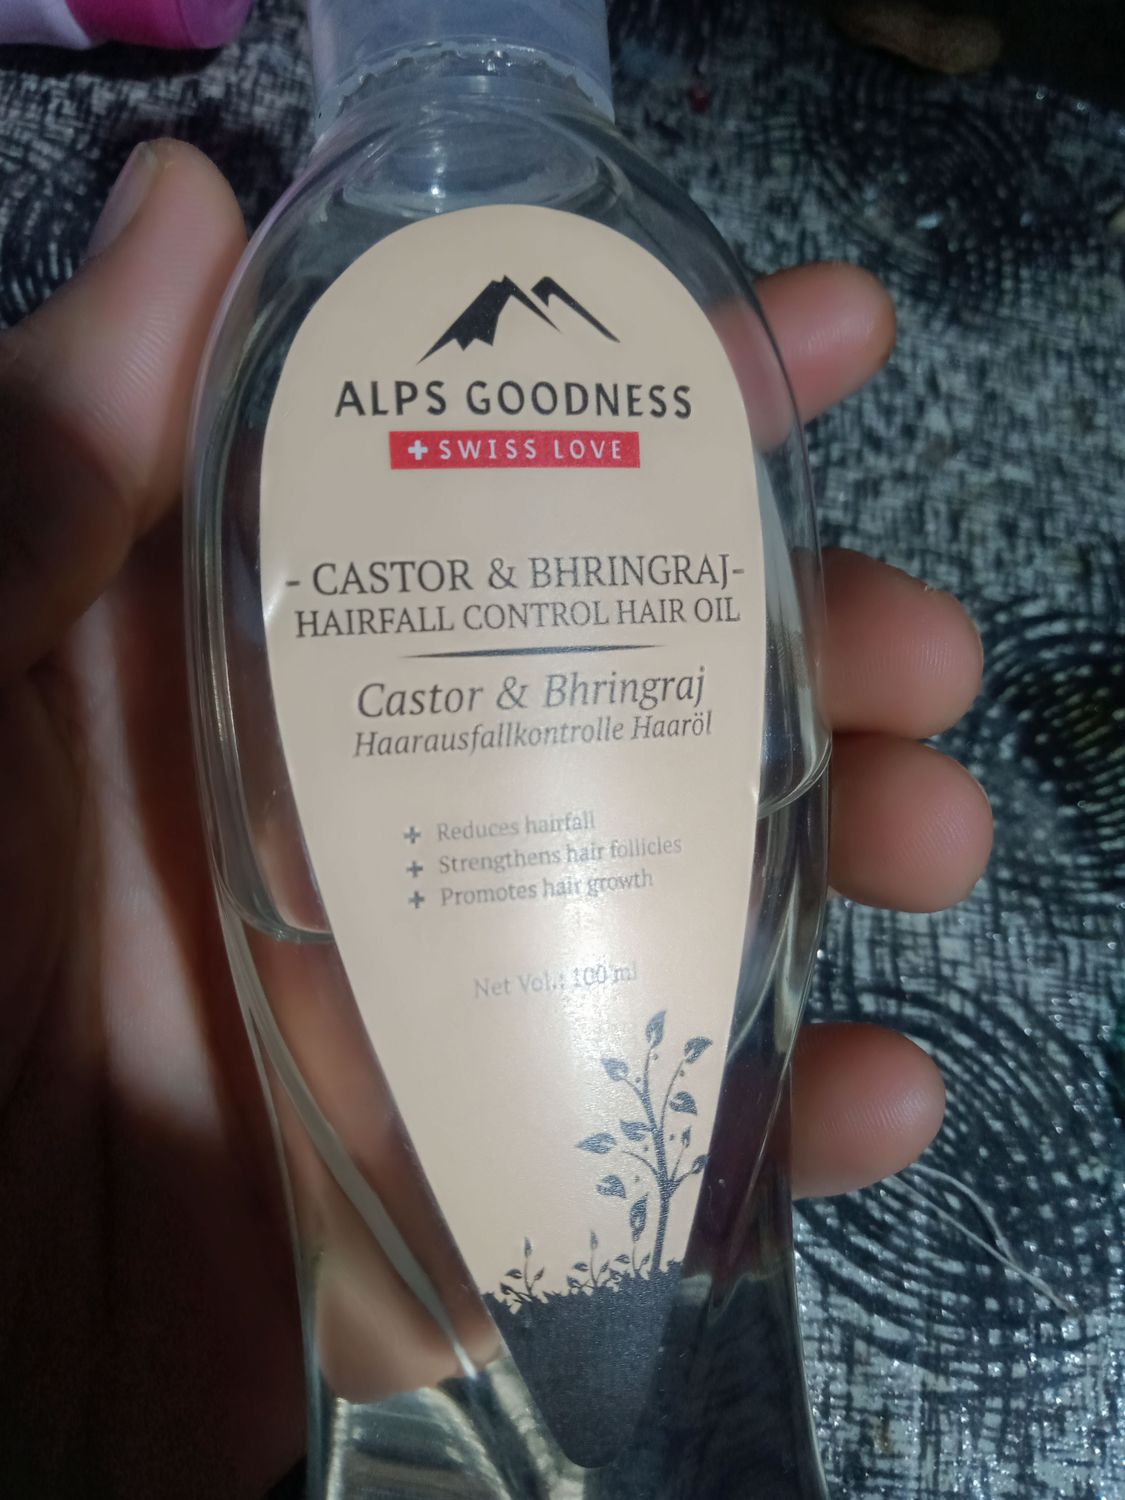 ALPS GOODNESS
SWISS LOVE
- CASTOR & BHRINGRAJ-
HAIRFALL CONTROL HAIR OIL
Castor & Bhringraj
Haarausfallkontrolle Haaröl
Reduces hairfall
Strengthens hair follicles
Promotes hair growth
Net Vol.: 100 ml